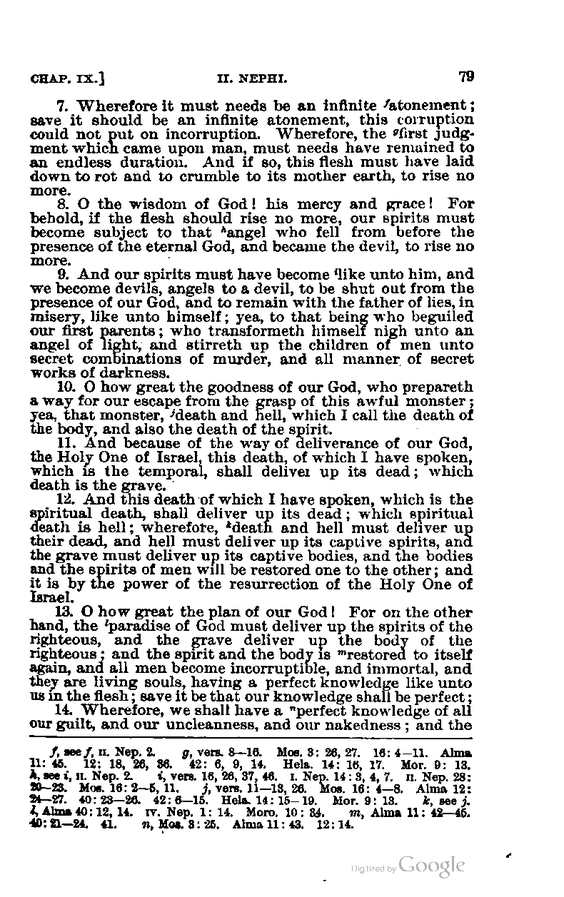 CHAP. IX.] II. NEPHI. 79
7. Wherefore it must needs be an infinite fatonement;
save it should be an infinite atonement, this corruption
could not put on incorruption. Wherefore, the gfirst judg-
ment which came upon man, must needs have remained to
an endless duration. And if so, this flesh must have laid
down to rot and to crumble to its mother earth, to rise no
more.
8. O the wisdom of God! his mercy and grace! For
behold, if the flesh should rise no more, our spirits must
become subject to that hangel who fell from before the
presence of the eternal God, and became the devil, to rise no
more.
9. And our spirits must have become ilike unto him, and
we become devils, angels to a devil, to be shut out from the
presence of our God, and to remain with the father of lies, in
misery, like unto himself; yea, to that being who beguiled
our first parents; who transformeth himself nigh unto an
angel of light, and stirreth up the children of men unto
secret combinations of murder, and all manner of secret
works of darkness.
10. O how great the goodness of our God, who prepareth
a way for our escape from the grasp of this awful monster;
yea, that monster, jdeath and hell, which I call the death of
the body, and also the death of the spirit.
11. And because of the way of deliverance of our God,
the Holy One of Israel, this death, of which I have spoken,
which is the temporal, shall deliver up its dead; which
death is the grave.
12. And this death of which I have spoken, which is the
spiritual death, shall deliver up its dead; which spiritual
death is hell; wherefore, kdeath and hell must deliver up
their dead, and hell must deliver up its captive spirits, and
the grave must deliver up its captive bodies, and the bodies
and the spirits of men will be restored one to the other; and
it is by the power of the resurrection of the Holy One of
Israel.
13. O how great the plan of our God! For on the other
hand, the lparadise of God must deliver up the spirits of the
righteous, and the grave deliver up the body of the
righteous; and the spirit and the body is mrestored to itself
again, and all men become incorruptible, and immortal, and
they are living souls, having a perfect knowledge like unto
us in the flesh; save it be that our knowledge shall be perfect;
14. Wherefore, we shall have a nperfect knowledge of all
our guilt, and our uncleanness, and our nakedness; and the
f, see f, II. Nep. 2. g, vers. 8—16. Mos. 3: 26, 27. 16: 4—11. Alma
11: 45. 12: 18, 26, 36. 42: 6, 9, 14. Hela. 14: 16, 17. Mor. 9: 13.
h, see i, II. Nep. 2. i, vers. 16, 26, 37, 46. I. Nep. 14: 3, 4, 7. II. Nep. 28:
20—23. Mos. 16: 2—5, 11. j, vers. 11—13, 26. Mos. 16: 4—8. Alma 12:
24—27. 40: 23—26. 42: 6—15. Hela. 14: 15—19. Mor. 9: 13. k, see j.
l, Alma 40: 12, 14. IV. Nep. 1: 14. Moro. 10: 34. m, Alma 11: 42—45.
40: 21—24. 41. n, Mos. 3: 25. Alma 11: 43. 12: 14.
Digitized by Google